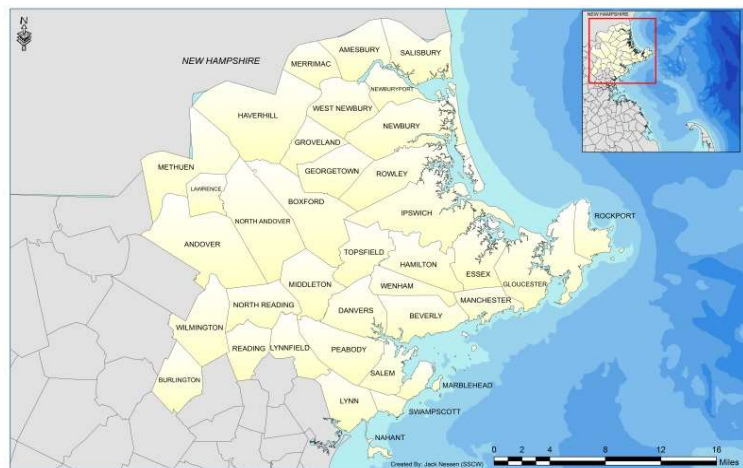 N
NEW HAMPSHIRE
NEW HAMPSHIRE
AMESBURY
SALISBURY
MERRIMAC
NEWBURYPORT
WEST NEWBURY
HAVERHILL
NEWBURY
GROVELAND
METHUEN
GEORGETOWN
ROWLEY
LAWRENCE
BOXFORD
NORTH ANDOVER
IPSWICH
ROCKPORT
ANDOVER
TOPSFIELD
HAMILTON
ESSEX
GLOUCESTER
MIDDLETON
WENHAM
NORTH READING
MANCHESTER
DANVERS
BEVERLY
WILMINGTON
READING
LYNNFIELD
PEABODY
SALEM
BURLINGTON
MARBLEHEAD
LYNN
SWAMPSCOTT
NAHANT
0 2 4 8 12 16
Miles
Created By: Jack Nessen (SSCW)